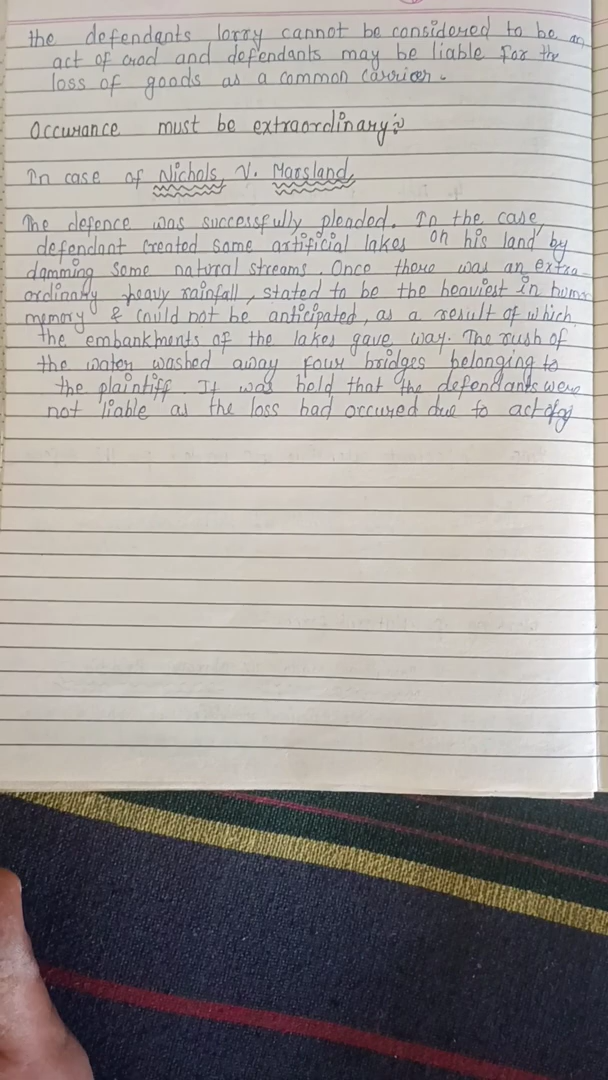 the defendants lorry cannot be considered to be an
act of God and defendants may be liable for the
loss of goods as a common carrier.
Occurance must be extraordinary:-
In case of Nichols V. Marsland
The defence was successfully pleaded. In the case,
defendant created some artificial lakes on his land by
damming some natural streams. Once there was an extra-
ordinary heavy rainfall, stated to be the heaviest in
memory & could not be anticipated, as a result of which
the embankments of the lakes gave way. The rush of
the water washed away four bridges belonging to
the plaintiff. It was held that the defendants were
not liable as the loss had occured due to act of